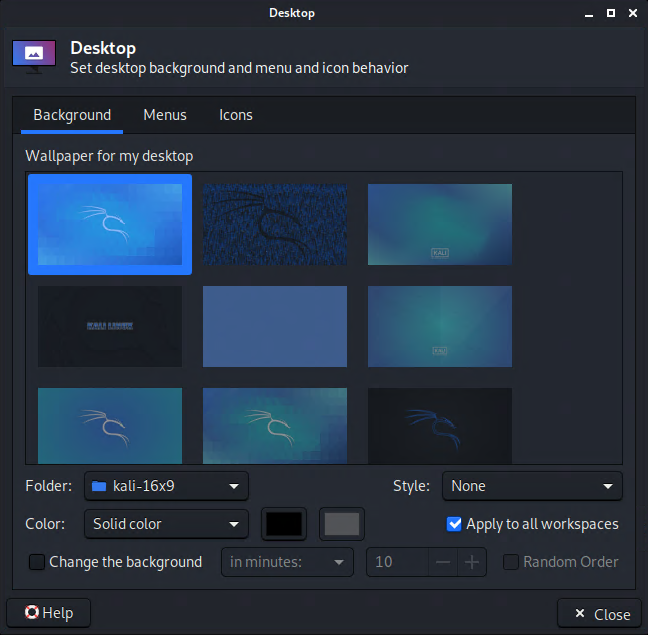 Desktop
Desktop
Set desktop background and menu and icon behavior
Background Menus Icons
Wallpaper for my desktop
KALI
KALI LINUX
KALI
Folder: kali-16x9 Style: None
Color: Solid color Apply to all workspaces
Change the background in minutes: 10 Random Order
Help Close